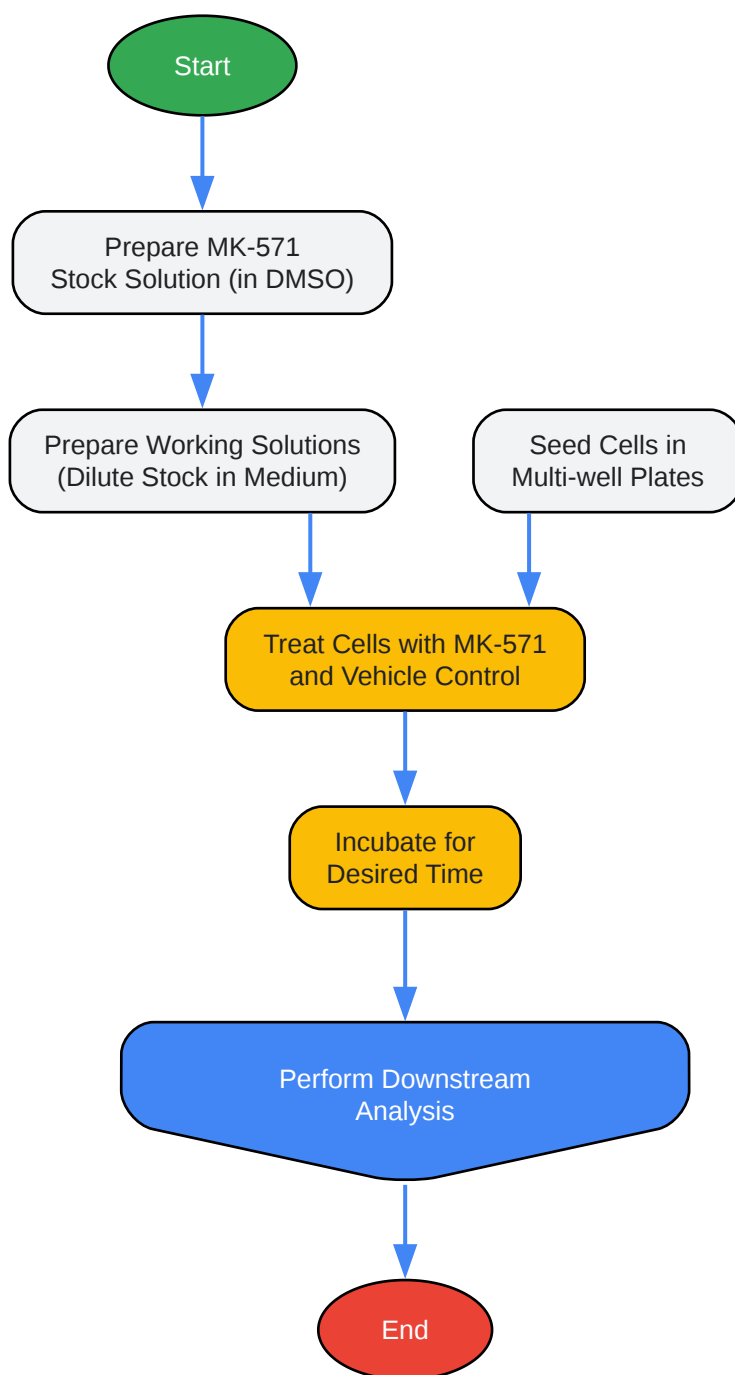 Start
Prepare MK-571
Stock Solution (in DMSO)
Prepare Working Solutions
(Dilute Stock in Medium)
Seed Cells in
Multi-well Plates
Treat Cells with MK-571
and Vehicle Control
Incubate for
Desired Time
Perform Downstream
Analysis
End